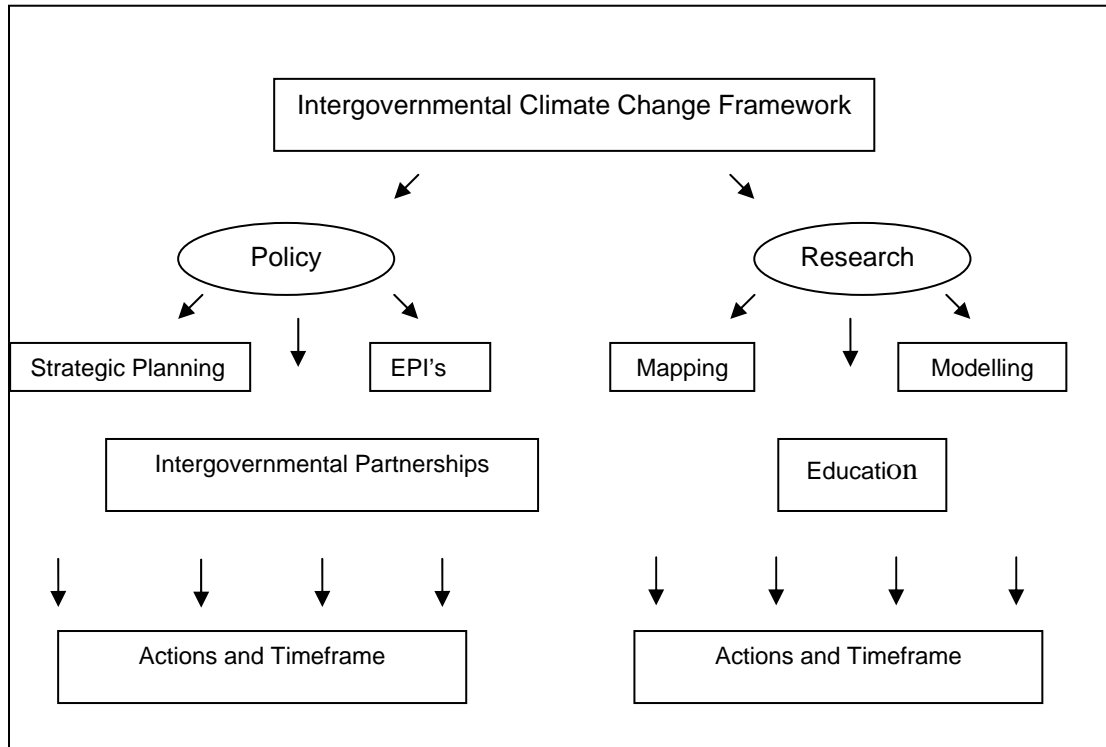 Intergovernmental Climate Change Framework
Policy
Research
Strategic Planning
EPI’s
Mapping
Modelling
Intergovernmental Partnerships
Education
Actions and Timeframe
Actions and Timeframe